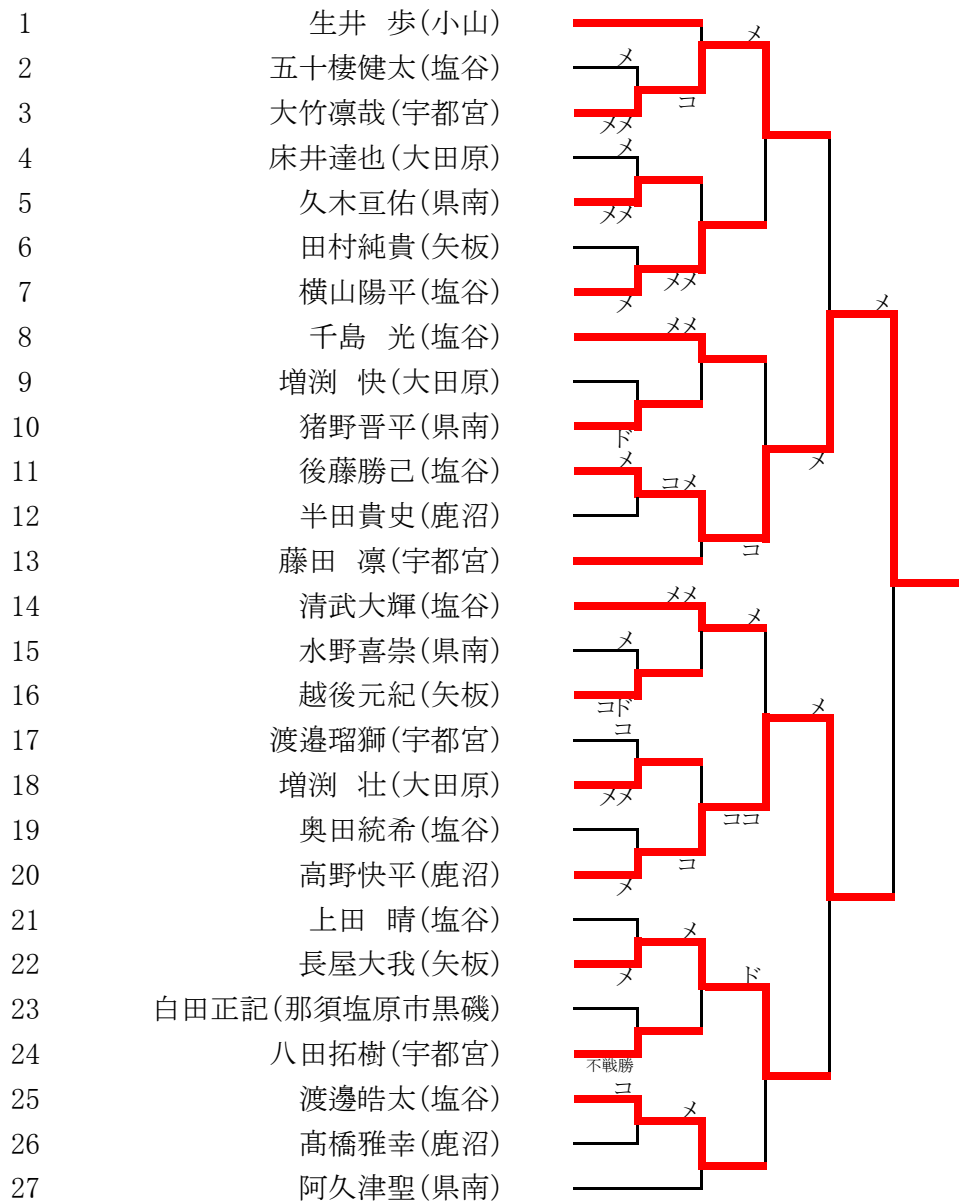 1 生井　歩(小山)
メ
2 五十棲健太(塩谷) メ
コ
3 大竹凛哉(宇都宮) メメ
4 床井達也(大田原) メ
5 久木亘佑(県南) メメ
6 田村純貴(矢板)
メメ
7 横山陽平(塩谷) メ
メ
8 千島　光(塩谷) メメ
9 増渕　快(大田原)
10 猪野晋平(県南) ド
11 後藤勝己(塩谷) メ
メ
コメ
12 半田貴史(鹿沼)
コ
13 藤田　凛(宇都宮)
14 清武大輝(塩谷) メメ
メ
15 水野喜崇(県南) メ
16 越後元紀(矢板) コド
メ
17 渡邉瑠獅(宇都宮) コ
18 増渕　壮(大田原) メメ
ココ
19 奥田統希(塩谷)
コ
20 高野快平(鹿沼) メ
21 上田　晴(塩谷)
メ
22 長屋大我(矢板) メ
ド
23 白田正記(那須塩原市黒磯)
24 八田拓樹(宇都宮) 不戦勝
25 渡邊皓太(塩谷) コ
メ
26 髙橋雅幸(鹿沼)
27 阿久津聖(県南)